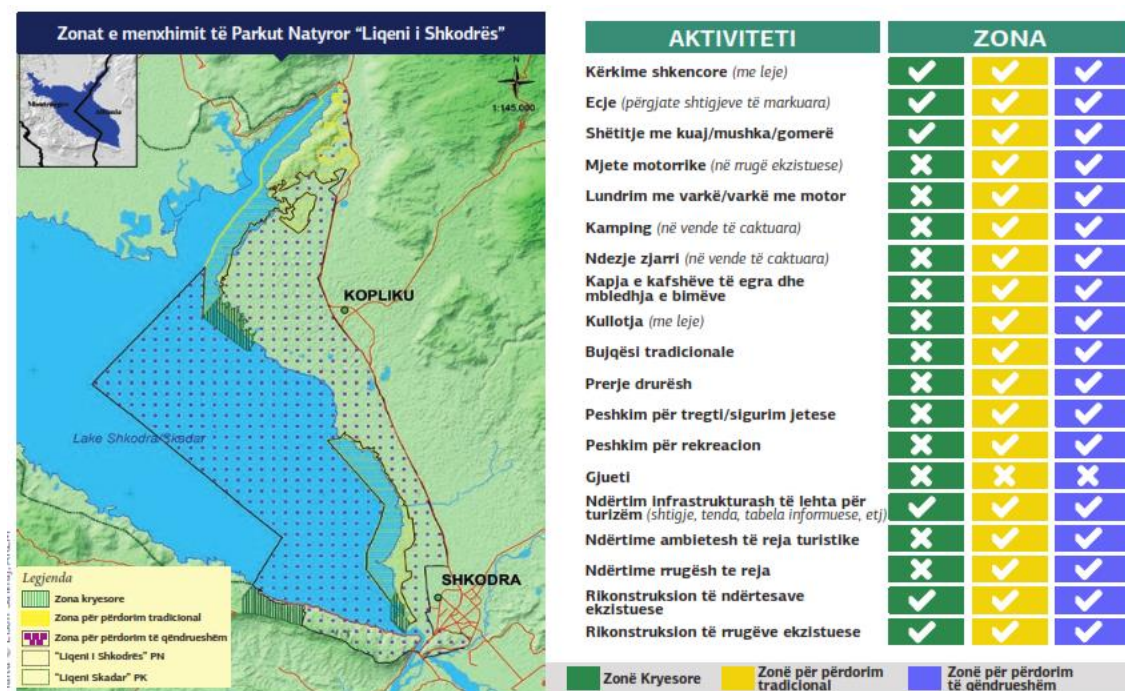 Zonat e menxhimit të Parkut Natyror “Liqeni i Shkodrës”
Montenegro
Albania
N
1:145,000
KOPLIKU
Lake Shkodra/Skadar
SHKODRA
Legjenda
Zona kryesore
Zona për përdorim tradicional
Zona për përdorim të qëndrueshëm
“Liqeni i Shkodrës” PN
“Liqeni Skadar” PK
AKTIVITETI
ZONA
Kërkime shkencore (me leje)
Ecje (përgjate shtigjeve të markuara)
Shëtitje me kuaj/mushka/gomerë
Mjete motorrike (në rrugë ekzistuese)
Lundrim me varkë/varkë me motor
Kamping (në vende të caktuara)
Ndezje zjarri (në vende të caktuara)
Kapja e kafshëve të egra dhe
mbledhja e bimëve
Kullotja (me leje)
Bujqësi tradicionale
Prerje drurësh
Peshkim për tregti/sigurim jetese
Peshkim për rekreacion
Gjueti
Ndërtim infrastrukturash të lehta për
turizëm (shtigje, tenda, tabela informuese, etj)
Ndërtime ambietesh të reja turistike
Ndërtime rrugësh te reja
Rikonstruksion të ndërtesave
ekzistuese
Rikonstruksion të rrugëve ekzistuese
Zonë Kryesore
Zonë për përdorim
tradicional
Zonë për përdorim
të qëndrueshëm